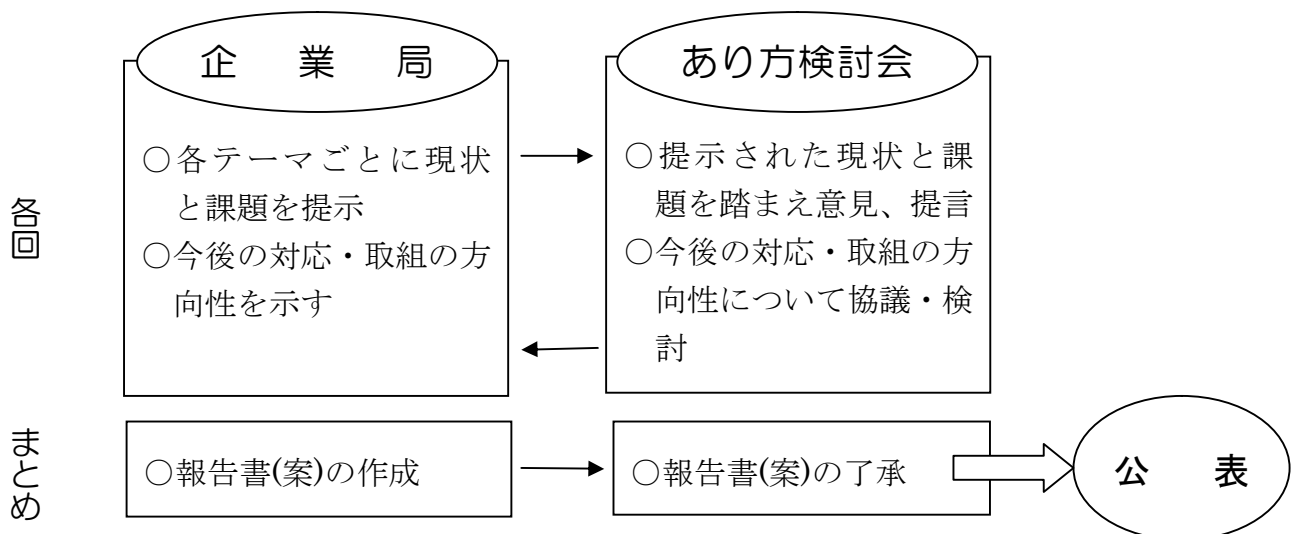 企　業　局
あり方検討会
各回
○各テーマごとに現状
と課題を提示
○今後の対応・取組の方
向性を示す
○提示された現状と課
題を踏まえ意見、提言
○今後の対応・取組の方
向性について協議・検
討
まとめ
○報告書(案)の作成
○報告書(案)の了承
公　表